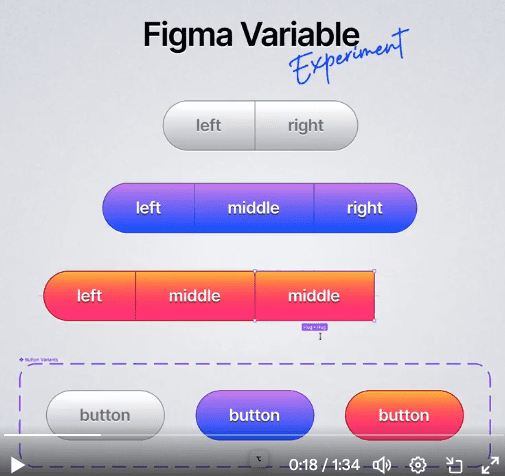 Figma Variable
Experiment
left right
left middle right
left middle middle
Hug × Hug
Button Variants
button button button
0:18 / 1:34